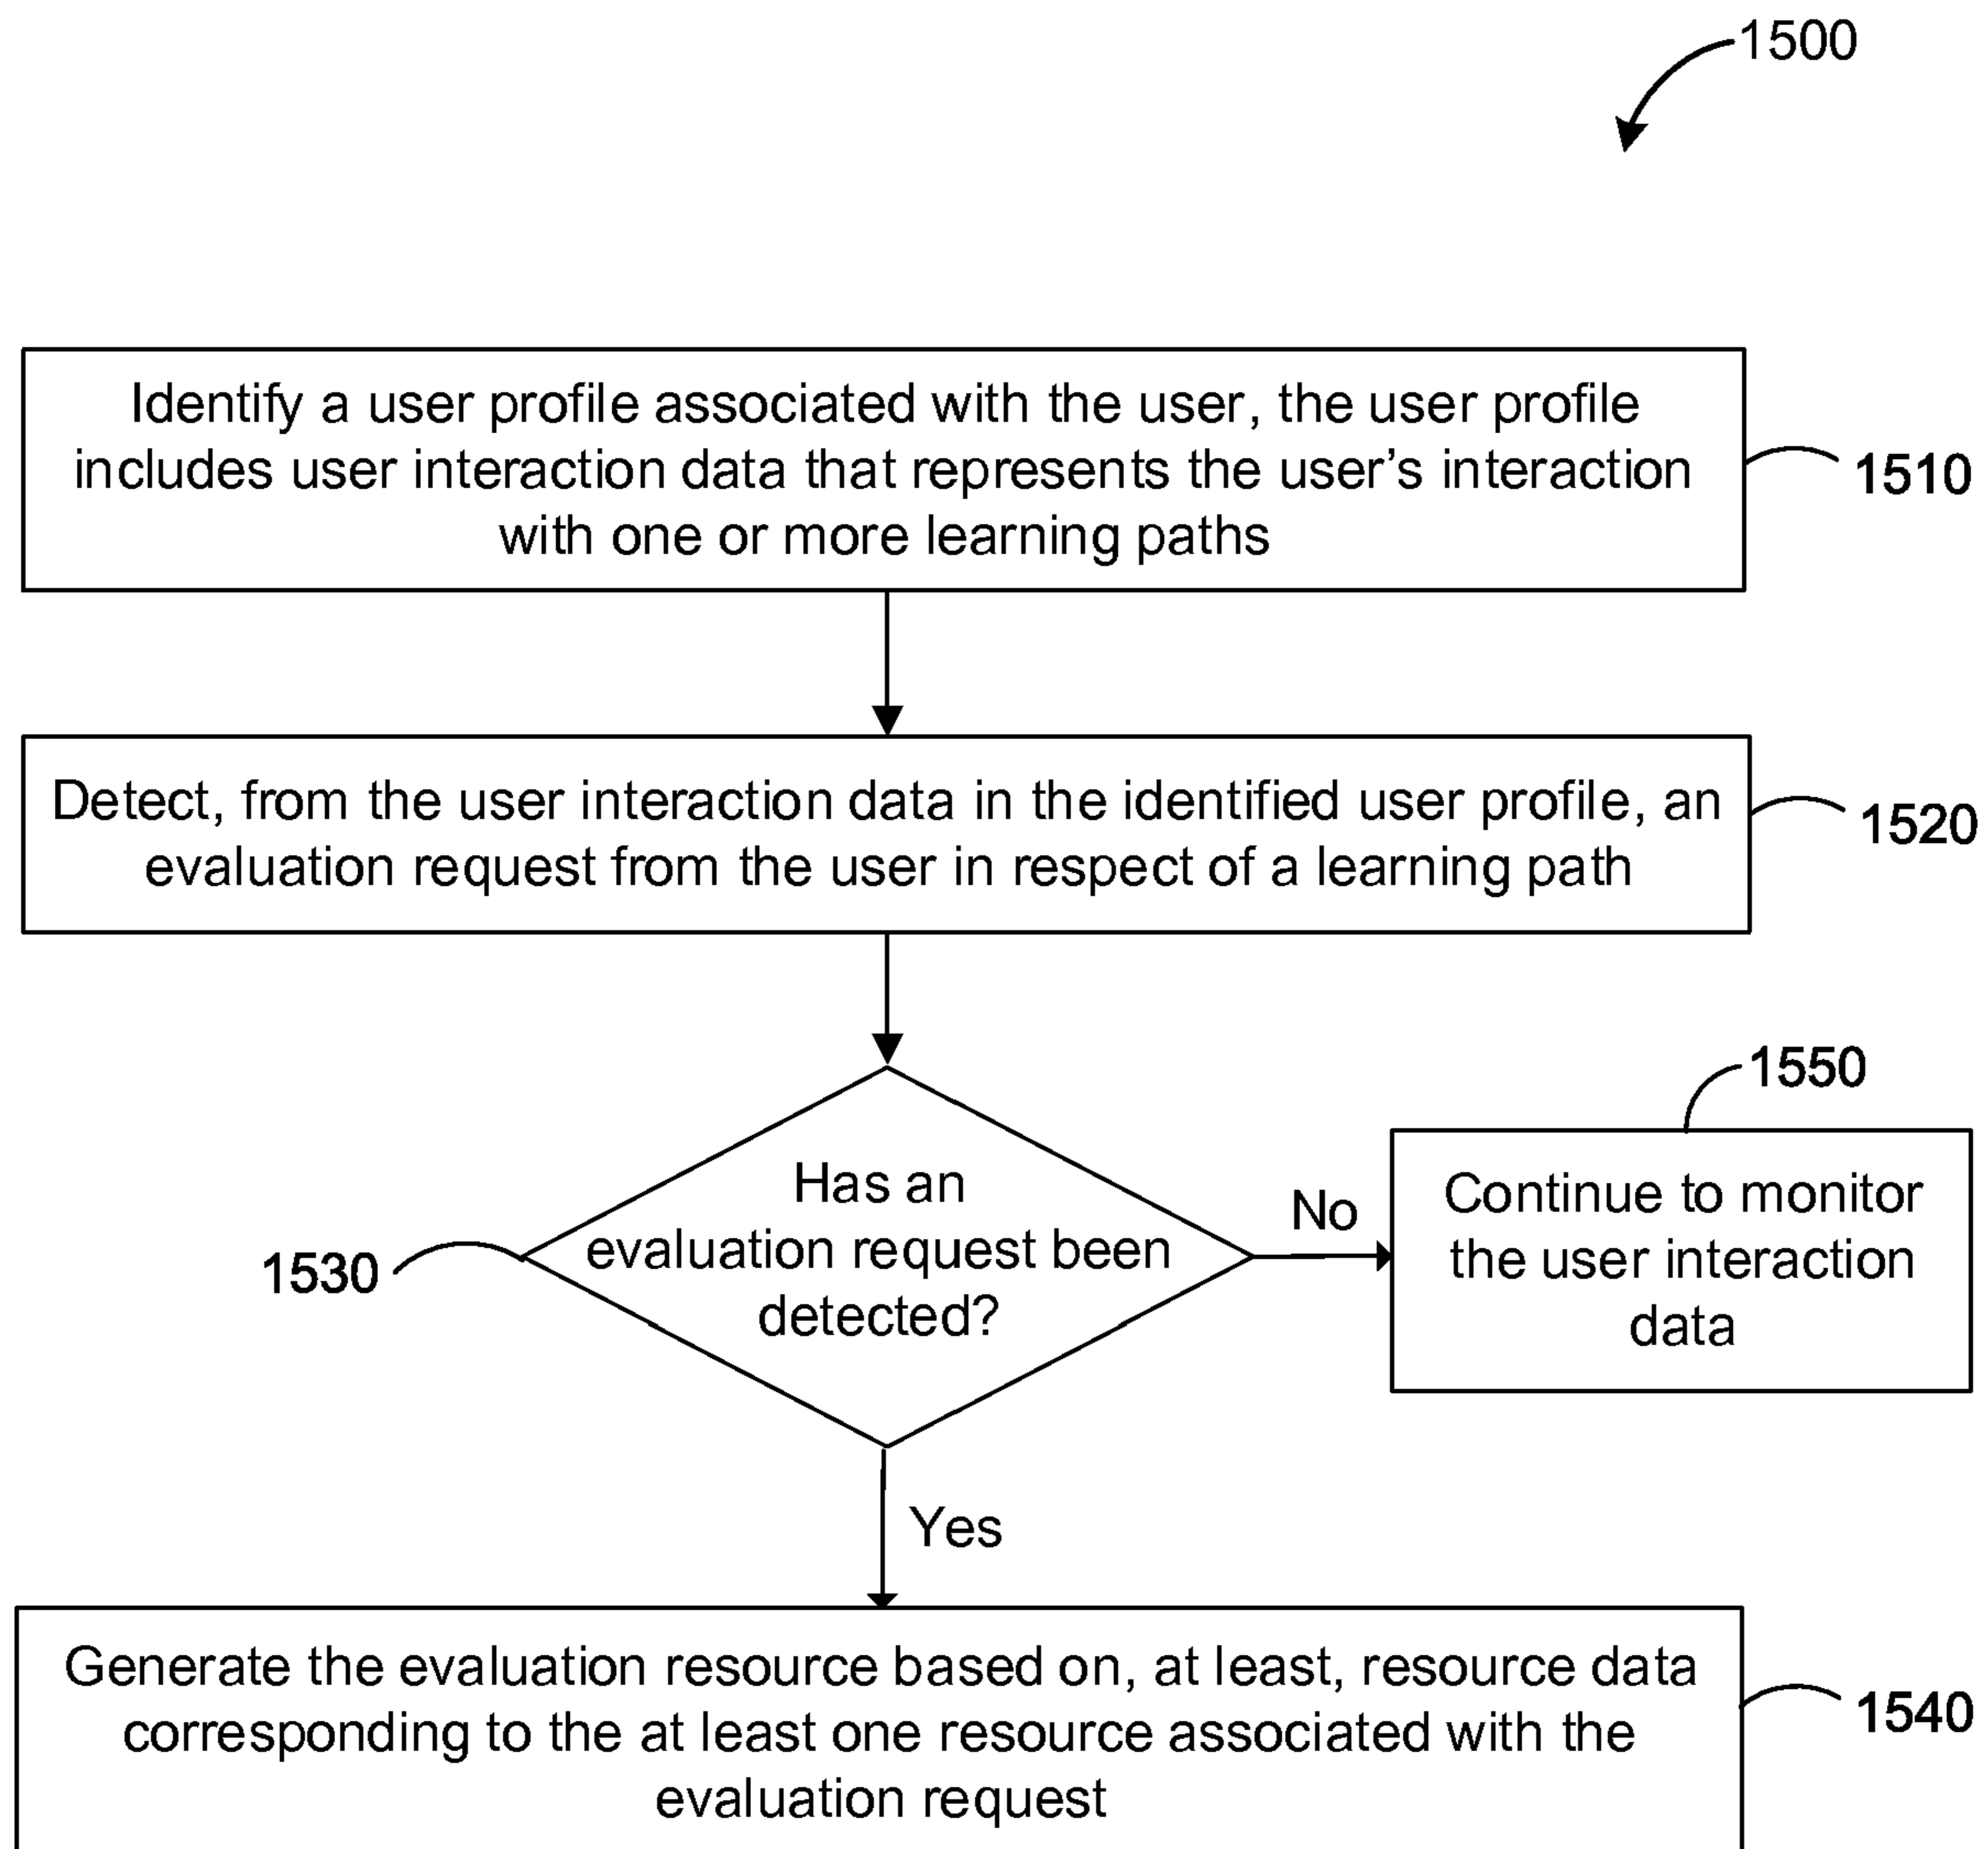 1500
Identify a user profile associated with the user, the user profile
includes user interaction data that represents the user's interaction
with one or more learning paths
1510
Detect, from the user interaction data in the identified user profile, an
evaluation request from the user in respect of a learning path
1520
Has an
evaluation request been
detected?
1530
No
1550
Continue to monitor
the user interaction
data
Yes
Generate the evaluation resource based on, at least, resource data
corresponding to the at least one resource associated with the
evaluation request
1540